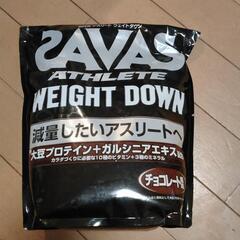 SAVAS
ATHLETE
WEIGHT DOWN
減量したいアスリートへ
大豆プロテイン+ガルシニアエキス
カラダづくりに必要な10種のビタミン+3種のミネラル
チョコレート